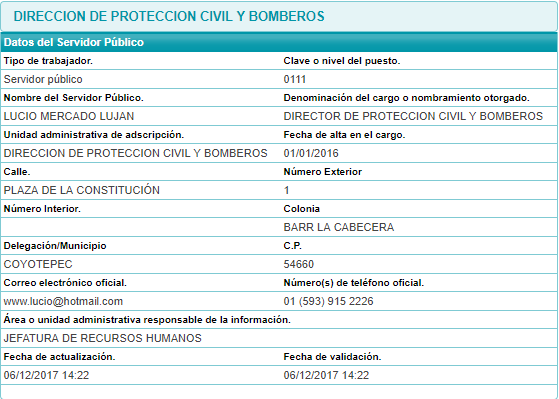 DIRECCION DE PROTECCION CIVIL Y BOMBEROS
Datos del Servidor Público
Tipo de trabajador. Clave o nivel del puesto.
Servidor público 0111
Nombre del Servidor Público. Denominación del cargo o nombramiento otorgado.
LUCIO MERCADO LUJAN DIRECTOR DE PROTECCION CIVIL Y BOMBEROS
Unidad administrativa de adscripción. Fecha de alta en el cargo.
DIRECCION DE PROTECCION CIVIL Y BOMBEROS 01/01/2016
Calle. Número Exterior
PLAZA DE LA CONSTITUCIÓN 1
Número Interior. Colonia
BARR LA CABECERA
Delegación/Municipio C.P.
COYOTEPEC 54660
Correo electrónico oficial. Número(s) de teléfono oficial.
www.lucio@hotmail.com 01 (593) 915 2226
Área o unidad administrativa responsable de la información.
JEFATURA DE RECURSOS HUMANOS
Fecha de actualización. Fecha de validación.
06/12/2017 14:22 06/12/2017 14:22